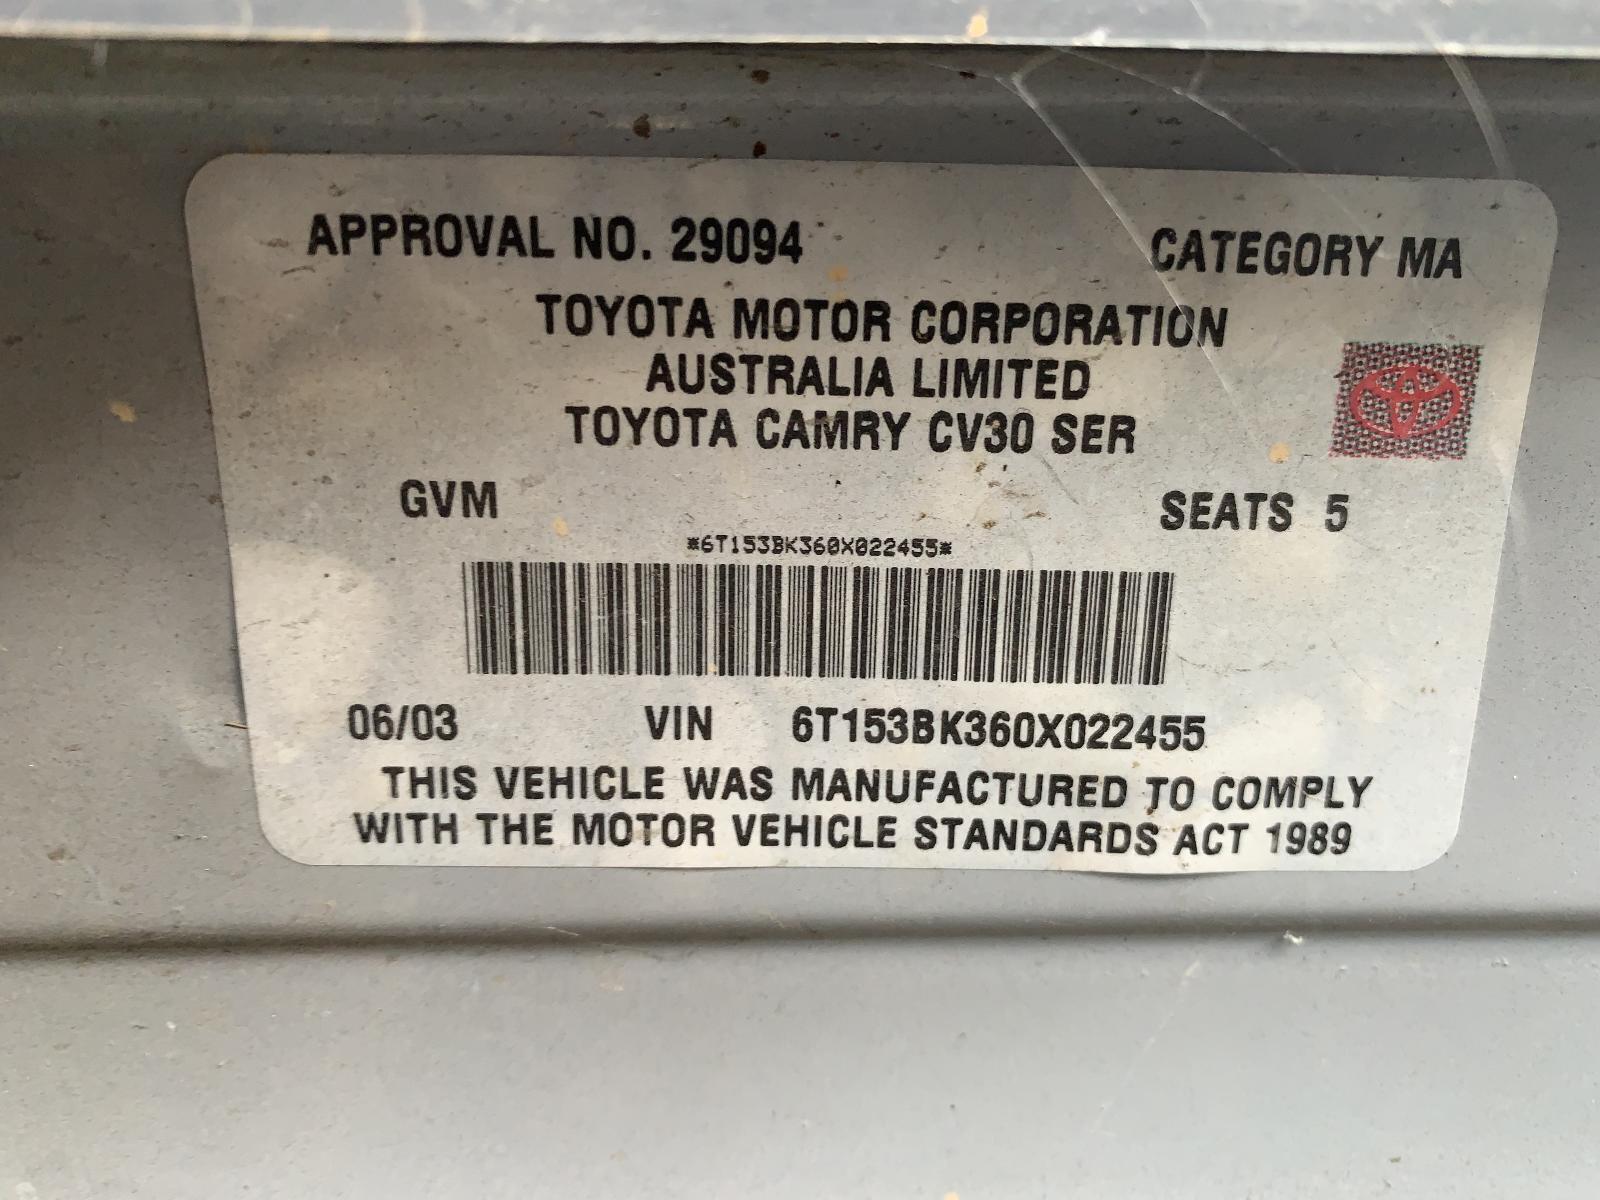 APPROVAL NO. 29094 CATEGORY MA
TOYOTA MOTOR CORPORATION
AUSTRALIA LIMITED
TOYOTA CAMRY CV30 SER
GVM SEATS 5
*6T153BK360X022455*
06/03 VIN 6T153BK360X022455
THIS VEHICLE WAS MANUFACTURED TO COMPLY
WITH THE MOTOR VEHICLE STANDARDS ACT 1989